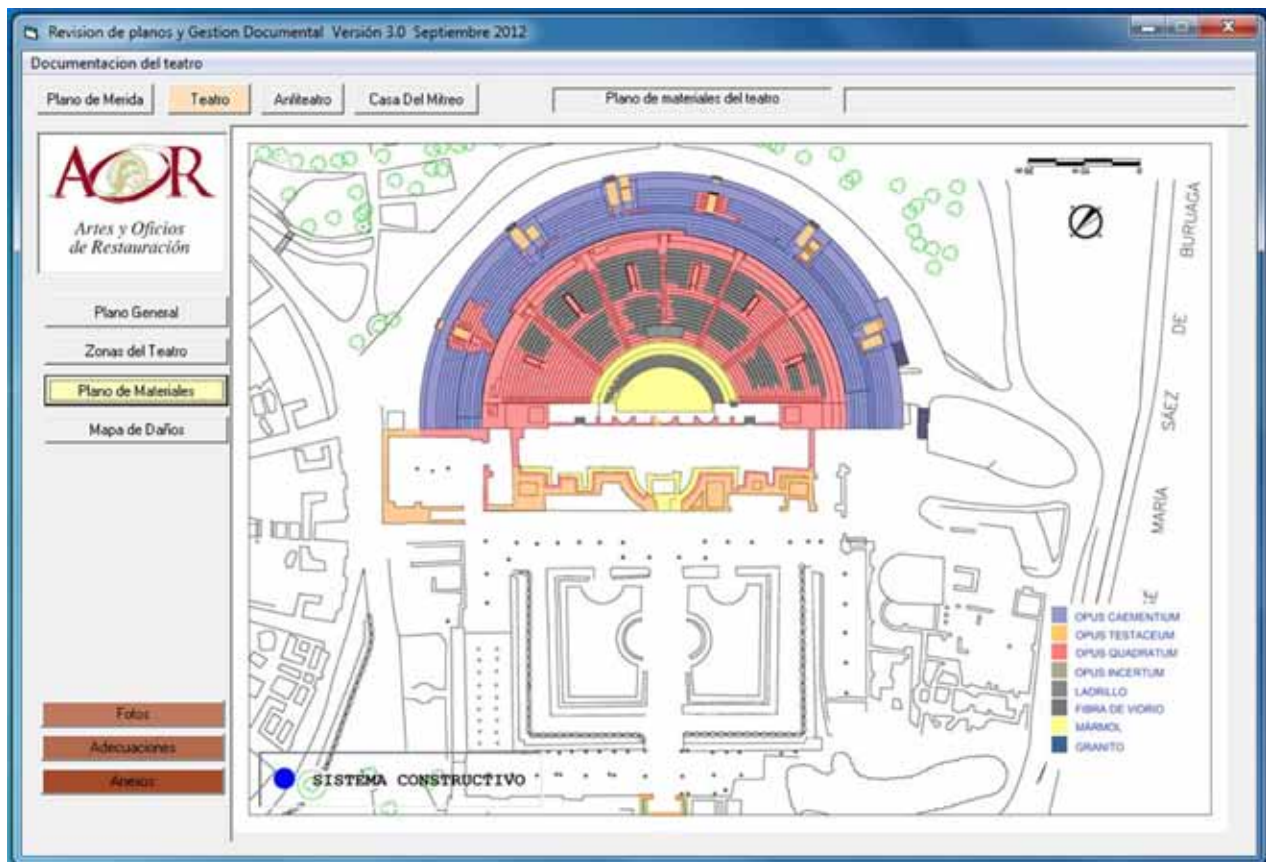 Revision de planos y Gestion Documental Versión 3.0 Septiembre 2012
Documentacion del teatro
Plano de Merida
Teatro
Anfiteatro
Casa Del Mitreo
Plano de materiales del teatro
AOR
Artes y Oficios
de Restauración
Plano General
Zonas del Teatro
Plano de Materiales
Mapa de Daños
Fotos
Adecuaciones
Anexos
MARÍA SÁEZ DE BURUAGA
OPUS CAEMENTIUM
OPUS TESTACEUM
OPUS QUADRATUM
OPUS INCERTUM
LADRILLO
FIBRA DE VIDRIO
MÁRMOL
GRANITO
SISTEMA CONSTRUCTIVO